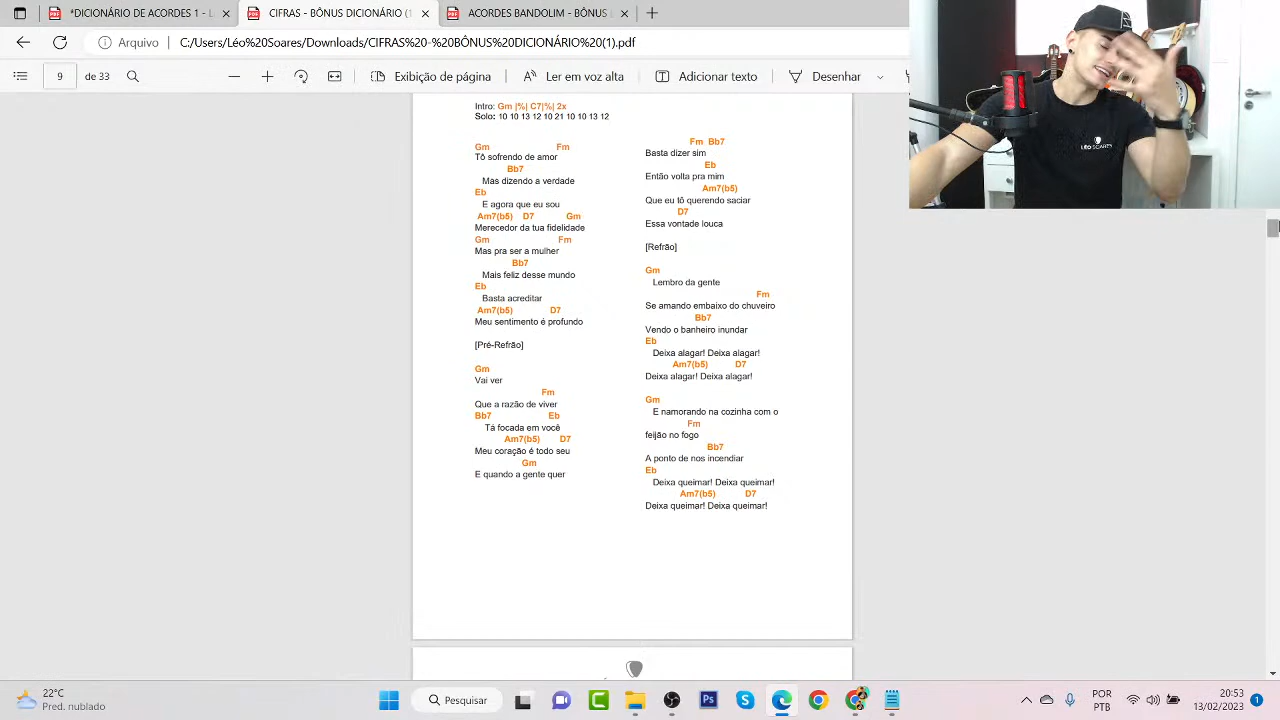 *DICIONÁRIO DE ACORDES 1 - L
CIFRAS - BÔNUS DICIONÁRIO (1
ACORDES BANDOLIM - BÔNUS
Arquivo
C:/Users/Léo%20Soares/Downloads/CIFRAS%20-%20BÔNUS%20DICIONÁRIO%20(1).pdf
9 de 33
Exibição de página
Ler em voz alta
Adicionar texto
Desenhar
LÉO SOARES
Intro: Gm |%| C7|%| 2x
Solo: 10 10 13 12 10 21 10 10 13 12
Gm Fm
Tô sofrendo de amor
Bb7
Mas dizendo a verdade
Eb
E agora que eu sou
Am7(b5) D7 Gm
Merecedor da tua fidelidade
Gm Fm
Mas pra ser a mulher
Bb7
Mais feliz desse mundo
Eb
Basta acreditar
Am7(b5) D7
Meu sentimento é profundo
[Pré-Refrão]
Gm
Vai ver
Fm
Que a razão de viver
Bb7 Eb
Tá focada em você
Am7(b5) D7
Meu coração é todo seu
Gm
E quando a gente quer
Fm Bb7
Basta dizer sim
Eb
Então volta pra mim
Am7(b5)
Que eu tô querendo saciar
D7
Essa vontade louca
[Refrão]
Gm
Lembro da gente
Fm
Se amando embaixo do chuveiro
Bb7
Vendo o banheiro inundar
Eb
Deixa alagar! Deixa alagar!
Am7(b5) D7
Deixa alagar! Deixa alagar!
Gm
E namorando na cozinha com o
Fm
feijão no fogo
Bb7
A ponto de nos incendiar
Eb
Deixa queimar! Deixa queimar!
Am7(b5) D7
Deixa queimar! Deixa queimar!
22°C
Pred. nublado
Pesquisar
POR
PTB
20:53
13/02/2023
1